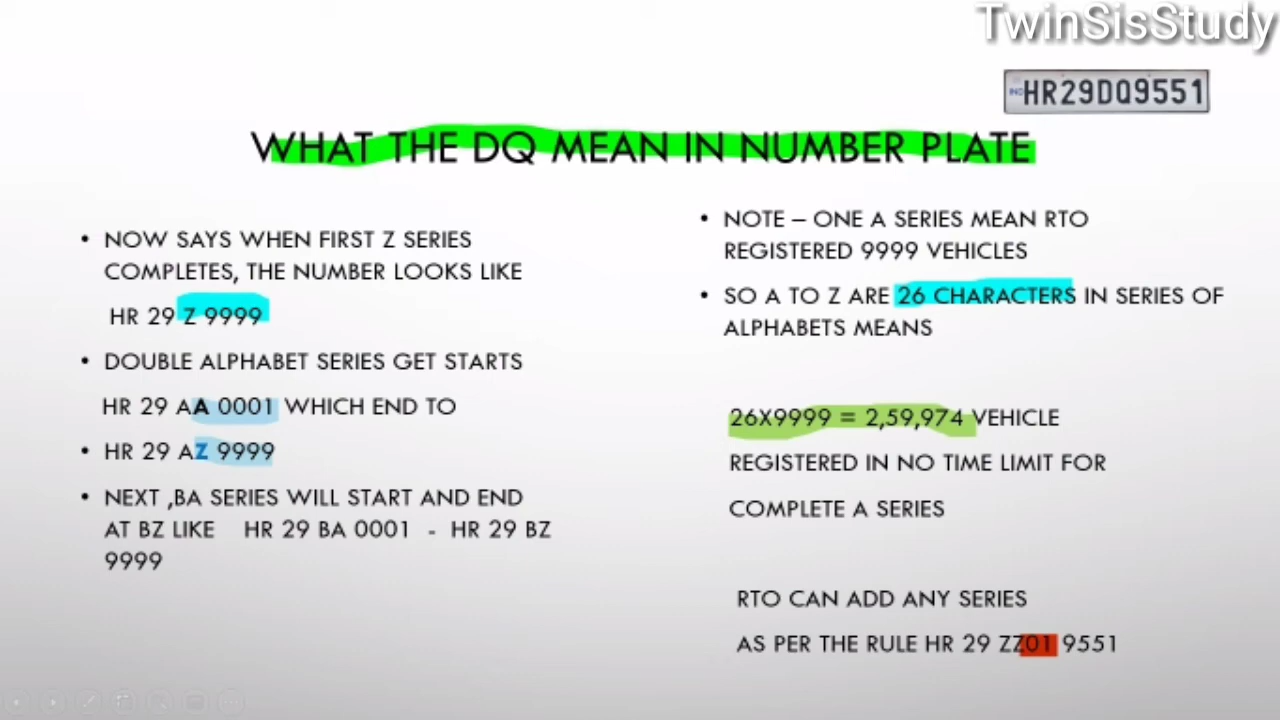 TwinSisStudy
IND HR29DQ9551
WHAT THE DQ MEAN IN NUMBER PLATE
• NOW SAYS WHEN FIRST Z SERIES
COMPLETES, THE NUMBER LOOKS LIKE
HR 29 Z 9999
• DOUBLE ALPHABET SERIES GET STARTS
HR 29 AA 0001 WHICH END TO
• HR 29 AZ 9999
• NEXT ,BA SERIES WILL START AND END
AT BZ LIKE HR 29 BA 0001 - HR 29 BZ
9999
• NOTE – ONE A SERIES MEAN RTO
REGISTERED 9999 VEHICLES
• SO A TO Z ARE 26 CHARACTERS IN SERIES OF
ALPHABETS MEANS
26X9999 = 2,59,974 VEHICLE
REGISTERED IN NO TIME LIMIT FOR
COMPLETE A SERIES
RTO CAN ADD ANY SERIES
AS PER THE RULE HR 29 ZZ01 9551